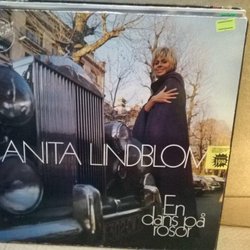 ANITA LINDBLOM
En
dans på
rosor